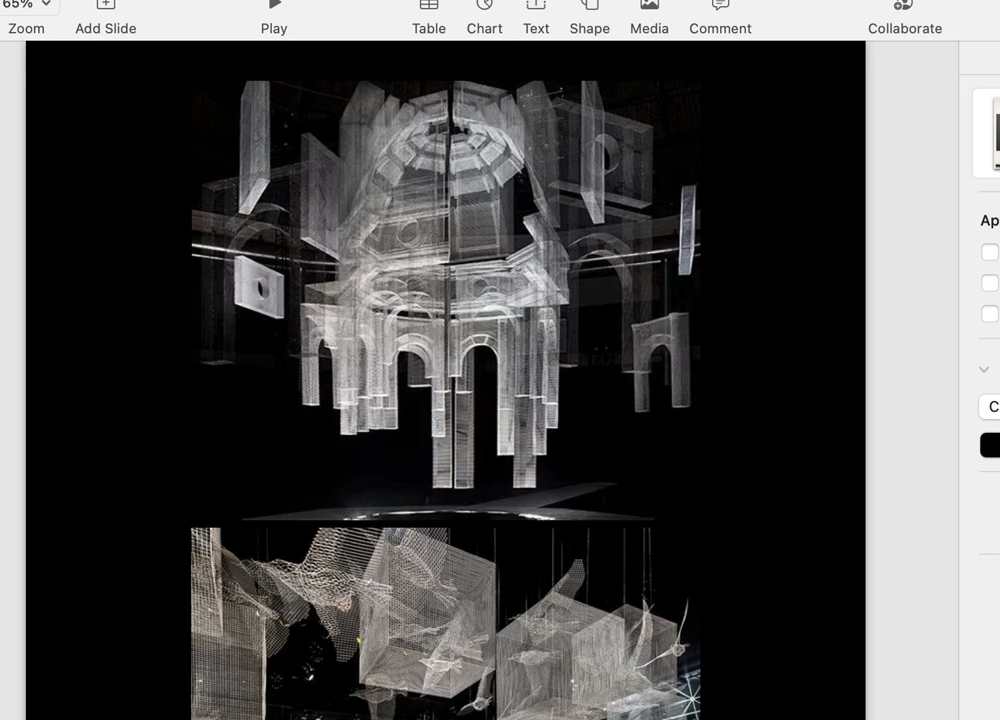 65%
Zoom
Add Slide
Play
Table
Chart
Text
Shape
Media
Comment
Collaborate
Ap
C